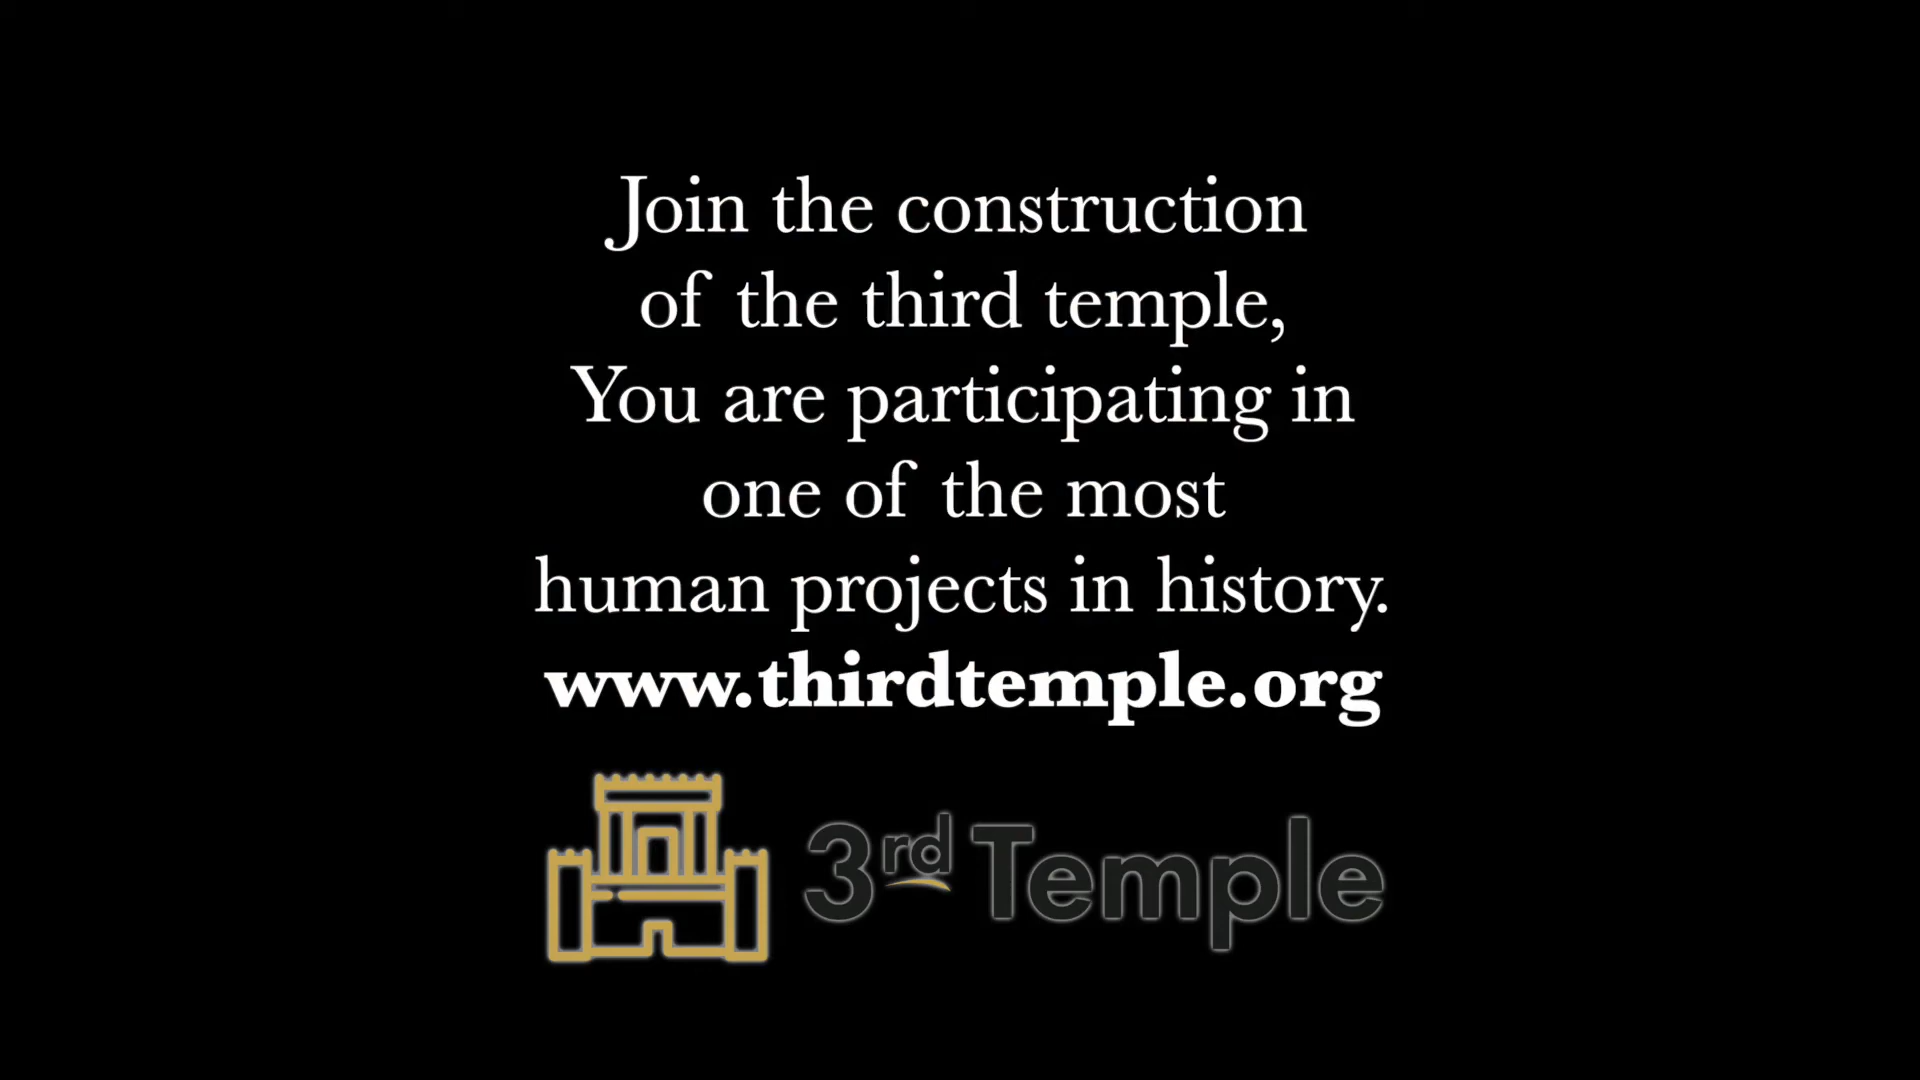 Join the construction
of the third temple,
You are participating in
one of the most
human projects in history.
www.thirdtemple.org
3rd Temple